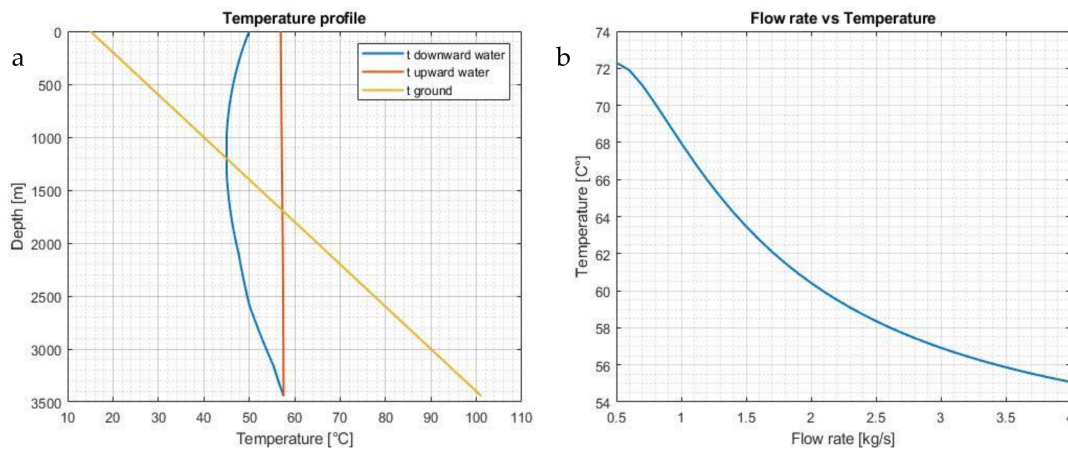 a
Temperature profile
t downward water
t upward water
t ground
0
500
1000
1500
2000
2500
3000
3500
Depth [m]
10 20 30 40 50 60 70 80 90 100 110
Temperature [°C]
b
Flow rate vs Temperature
74
72
70
68
66
64
62
60
58
56
54
Temperature [C°]
0.5 1 1.5 2 2.5 3 3.5 4
Flow rate [kg/s]